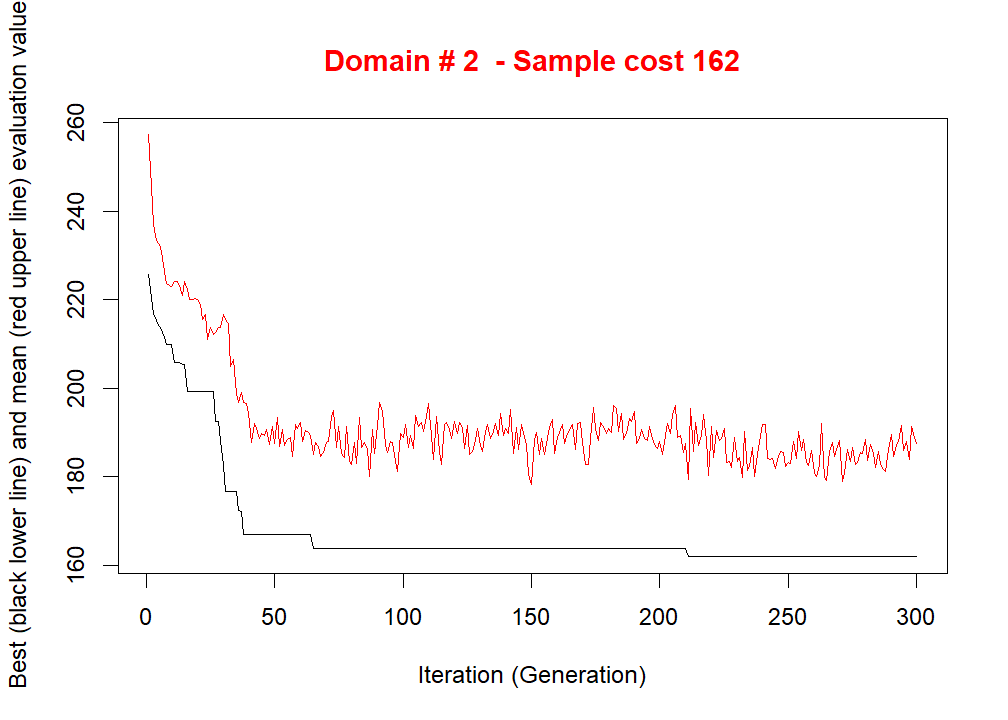 Domain # 2  - Sample cost 162
Best (black lower line) and mean (red upper line) evaluation value
260
240
220
200
180
160
0 50 100 150 200 250 300
Iteration (Generation)